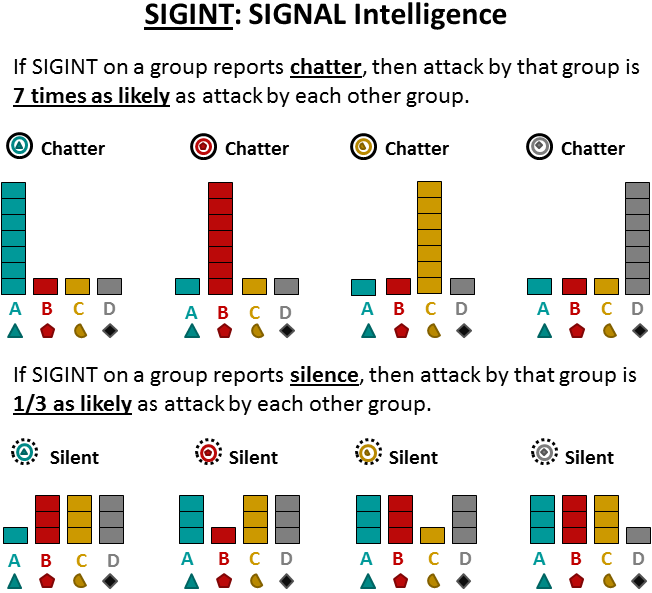 SIGINT: SIGNAL Intelligence
If SIGINT on a group reports chatter, then attack by that group is
7 times as likely as attack by each other group.
Chatter Chatter Chatter Chatter
A B C D A B C D A B C D A B C D
If SIGINT on a group reports silence, then attack by that group is
1/3 as likely as attack by each other group.
Silent Silent Silent Silent
A B C D A B C D A B C D A B C D